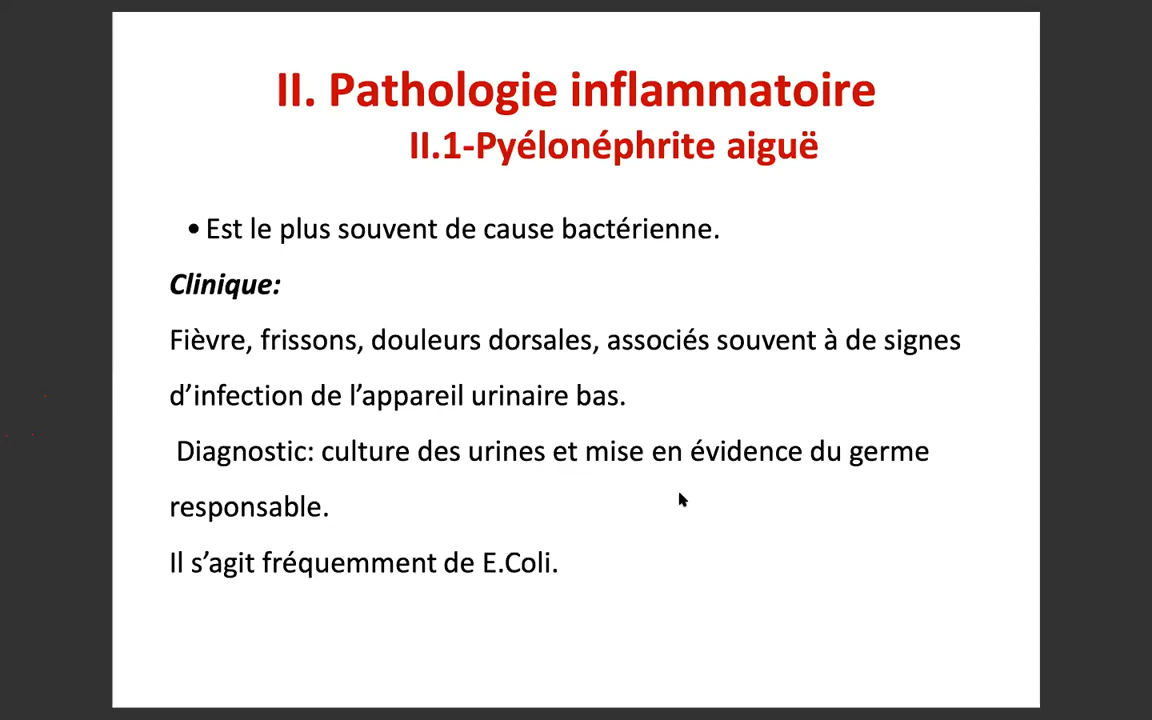 II. Pathologie inflammatoire
II.1-Pyélonéphrite aiguë
• Est le plus souvent de cause bactérienne.
Clinique:
Fièvre, frissons, douleurs dorsales, associés souvent à de signes
d’infection de l’appareil urinaire bas.
Diagnostic: culture des urines et mise en évidence du germe
responsable.
Il s’agit fréquemment de E.Coli.